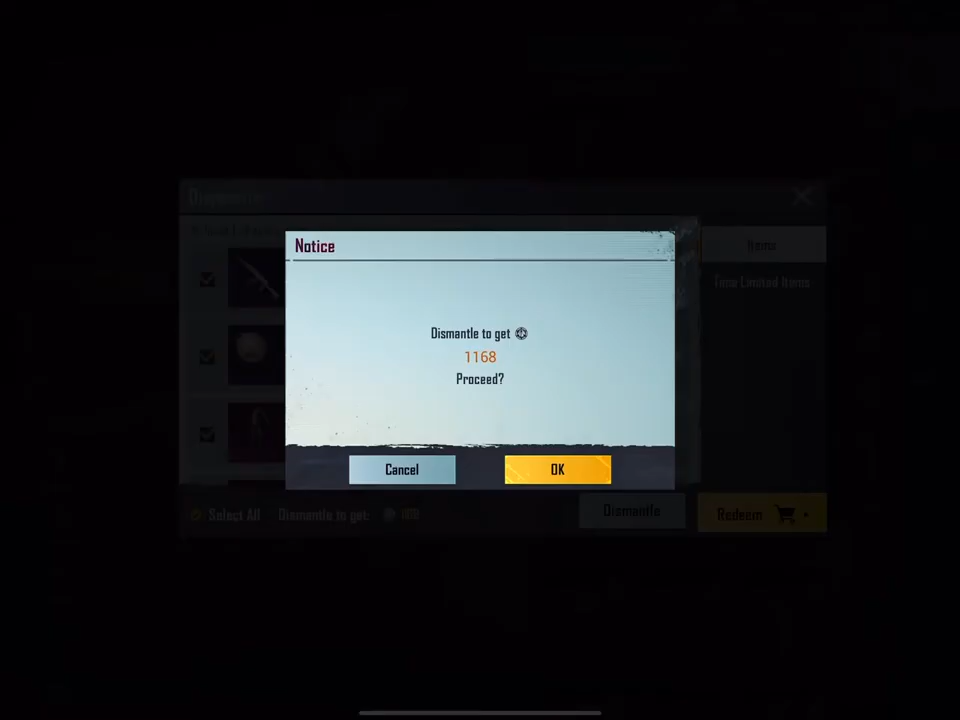 Dismantle
Notice
Items
Time Limited Items
Dismantle to get
1168
Proceed?
Cancel
OK
Select All
Dismantle to get:
Dismantle
Redeem